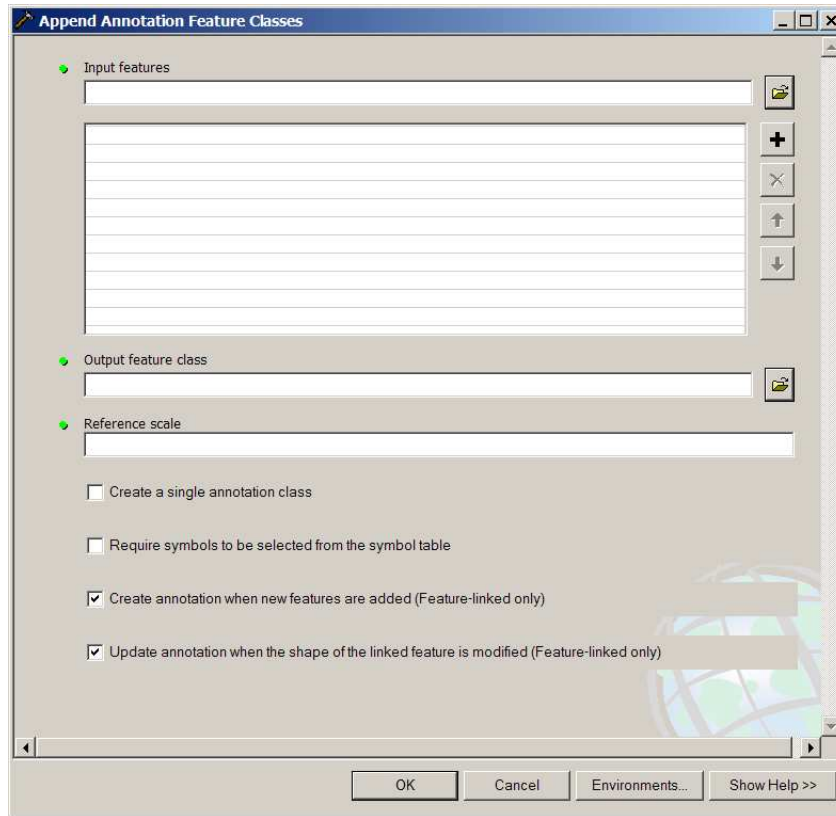 Append Annotation Feature Classes
Input features
Output feature class
Reference scale
Create a single annotation class
Require symbols to be selected from the symbol table
Create annotation when new features are added (Feature-linked only)
Update annotation when the shape of the linked feature is modified (Feature-linked only)
OK Cancel Environments... Show Help >>